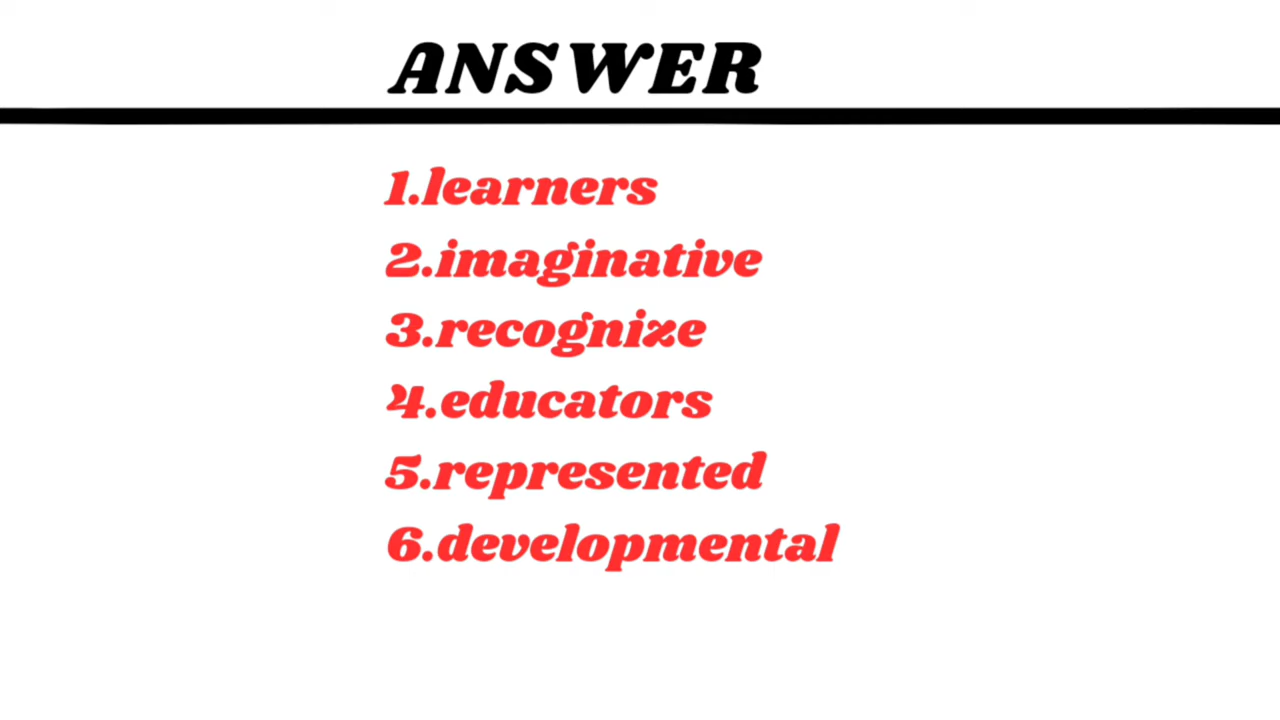 ANSWER
1.learners
2.imaginative
3.recognize
4.educators
5.represented
6.developmental